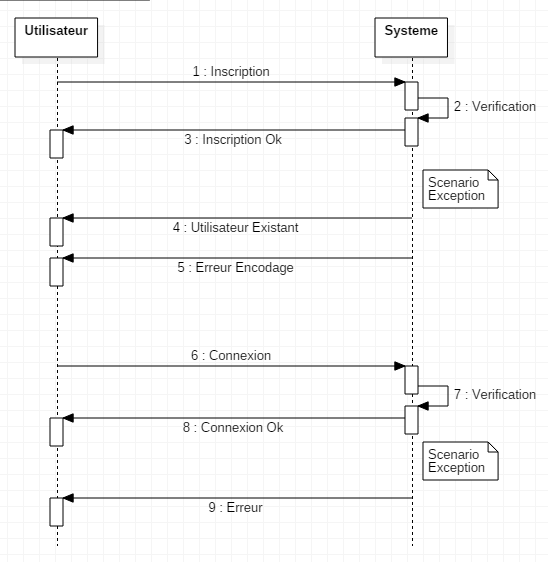 Utilisateur
Systeme
1 : Inscription
2 : Verification
3 : Inscription Ok
Scenario
Exception
4 : Utilisateur Existant
5 : Erreur Encodage
6 : Connexion
7 : Verification
8 : Connexion Ok
Scenario
Exception
9 : Erreur